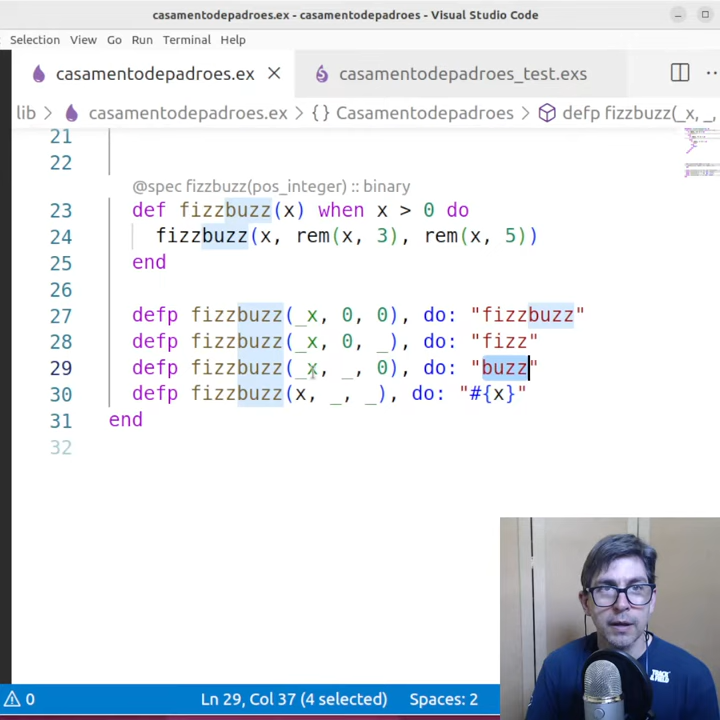 casamentodepadroes.ex - casamentodepadroes - Visual Studio Code
Selection View Go Run Terminal Help
casamentodepadroes.ex casamentodepadroes_test.exs
lib > casamentodepadroes.ex > {} Casamentodepadroes > defp fizzbuzz(_x, _,
21
22
@spec fizzbuzz(pos_integer) :: binary
23 def fizzbuzz(x) when x > 0 do
24 fizzbuzz(x, rem(x, 3), rem(x, 5))
25 end
26
27 defp fizzbuzz(_x, 0, 0), do: "fizzbuzz"
28 defp fizzbuzz(_x, 0, _), do: "fizz"
29 defp fizzbuzz(_x, _, 0), do: "buzz"
30 defp fizzbuzz(x, _, _), do: "#{x}"
31 end
32
TRACK & FIELD
0 Ln 29, Col 37 (4 selected) Spaces: 2